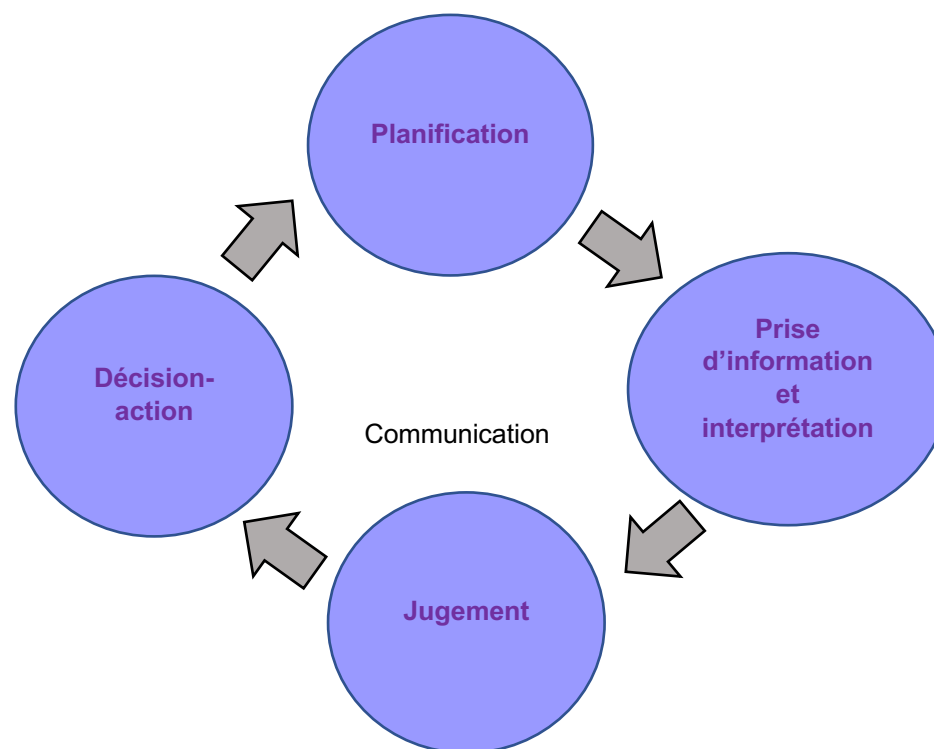 Planification
Prise
d’information
et
interprétation
Décision-
action
Communication
Jugement